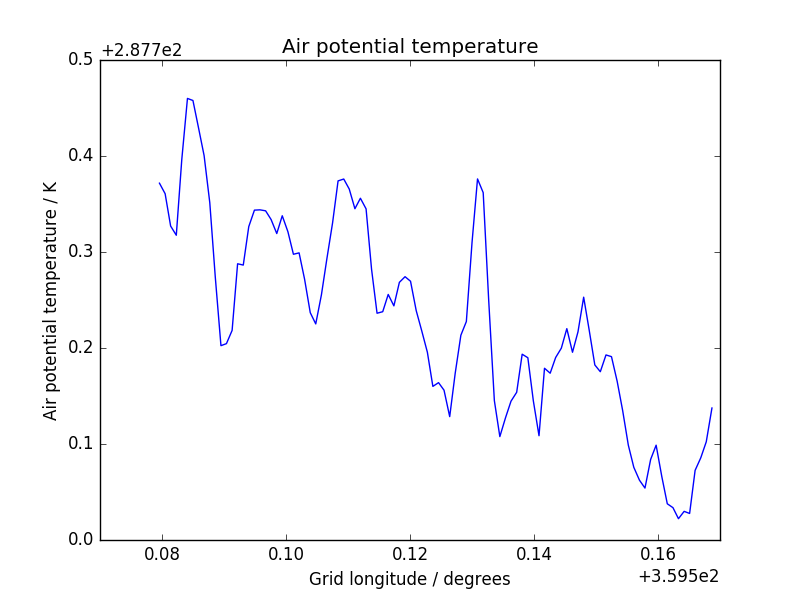 Air potential temperature
+2.877e2
0.5
0.4
0.3
0.2
0.1
0.0
Air potential temperature / K
0.08 0.10 0.12 0.14 0.16
+3.595e2
Grid longitude / degrees